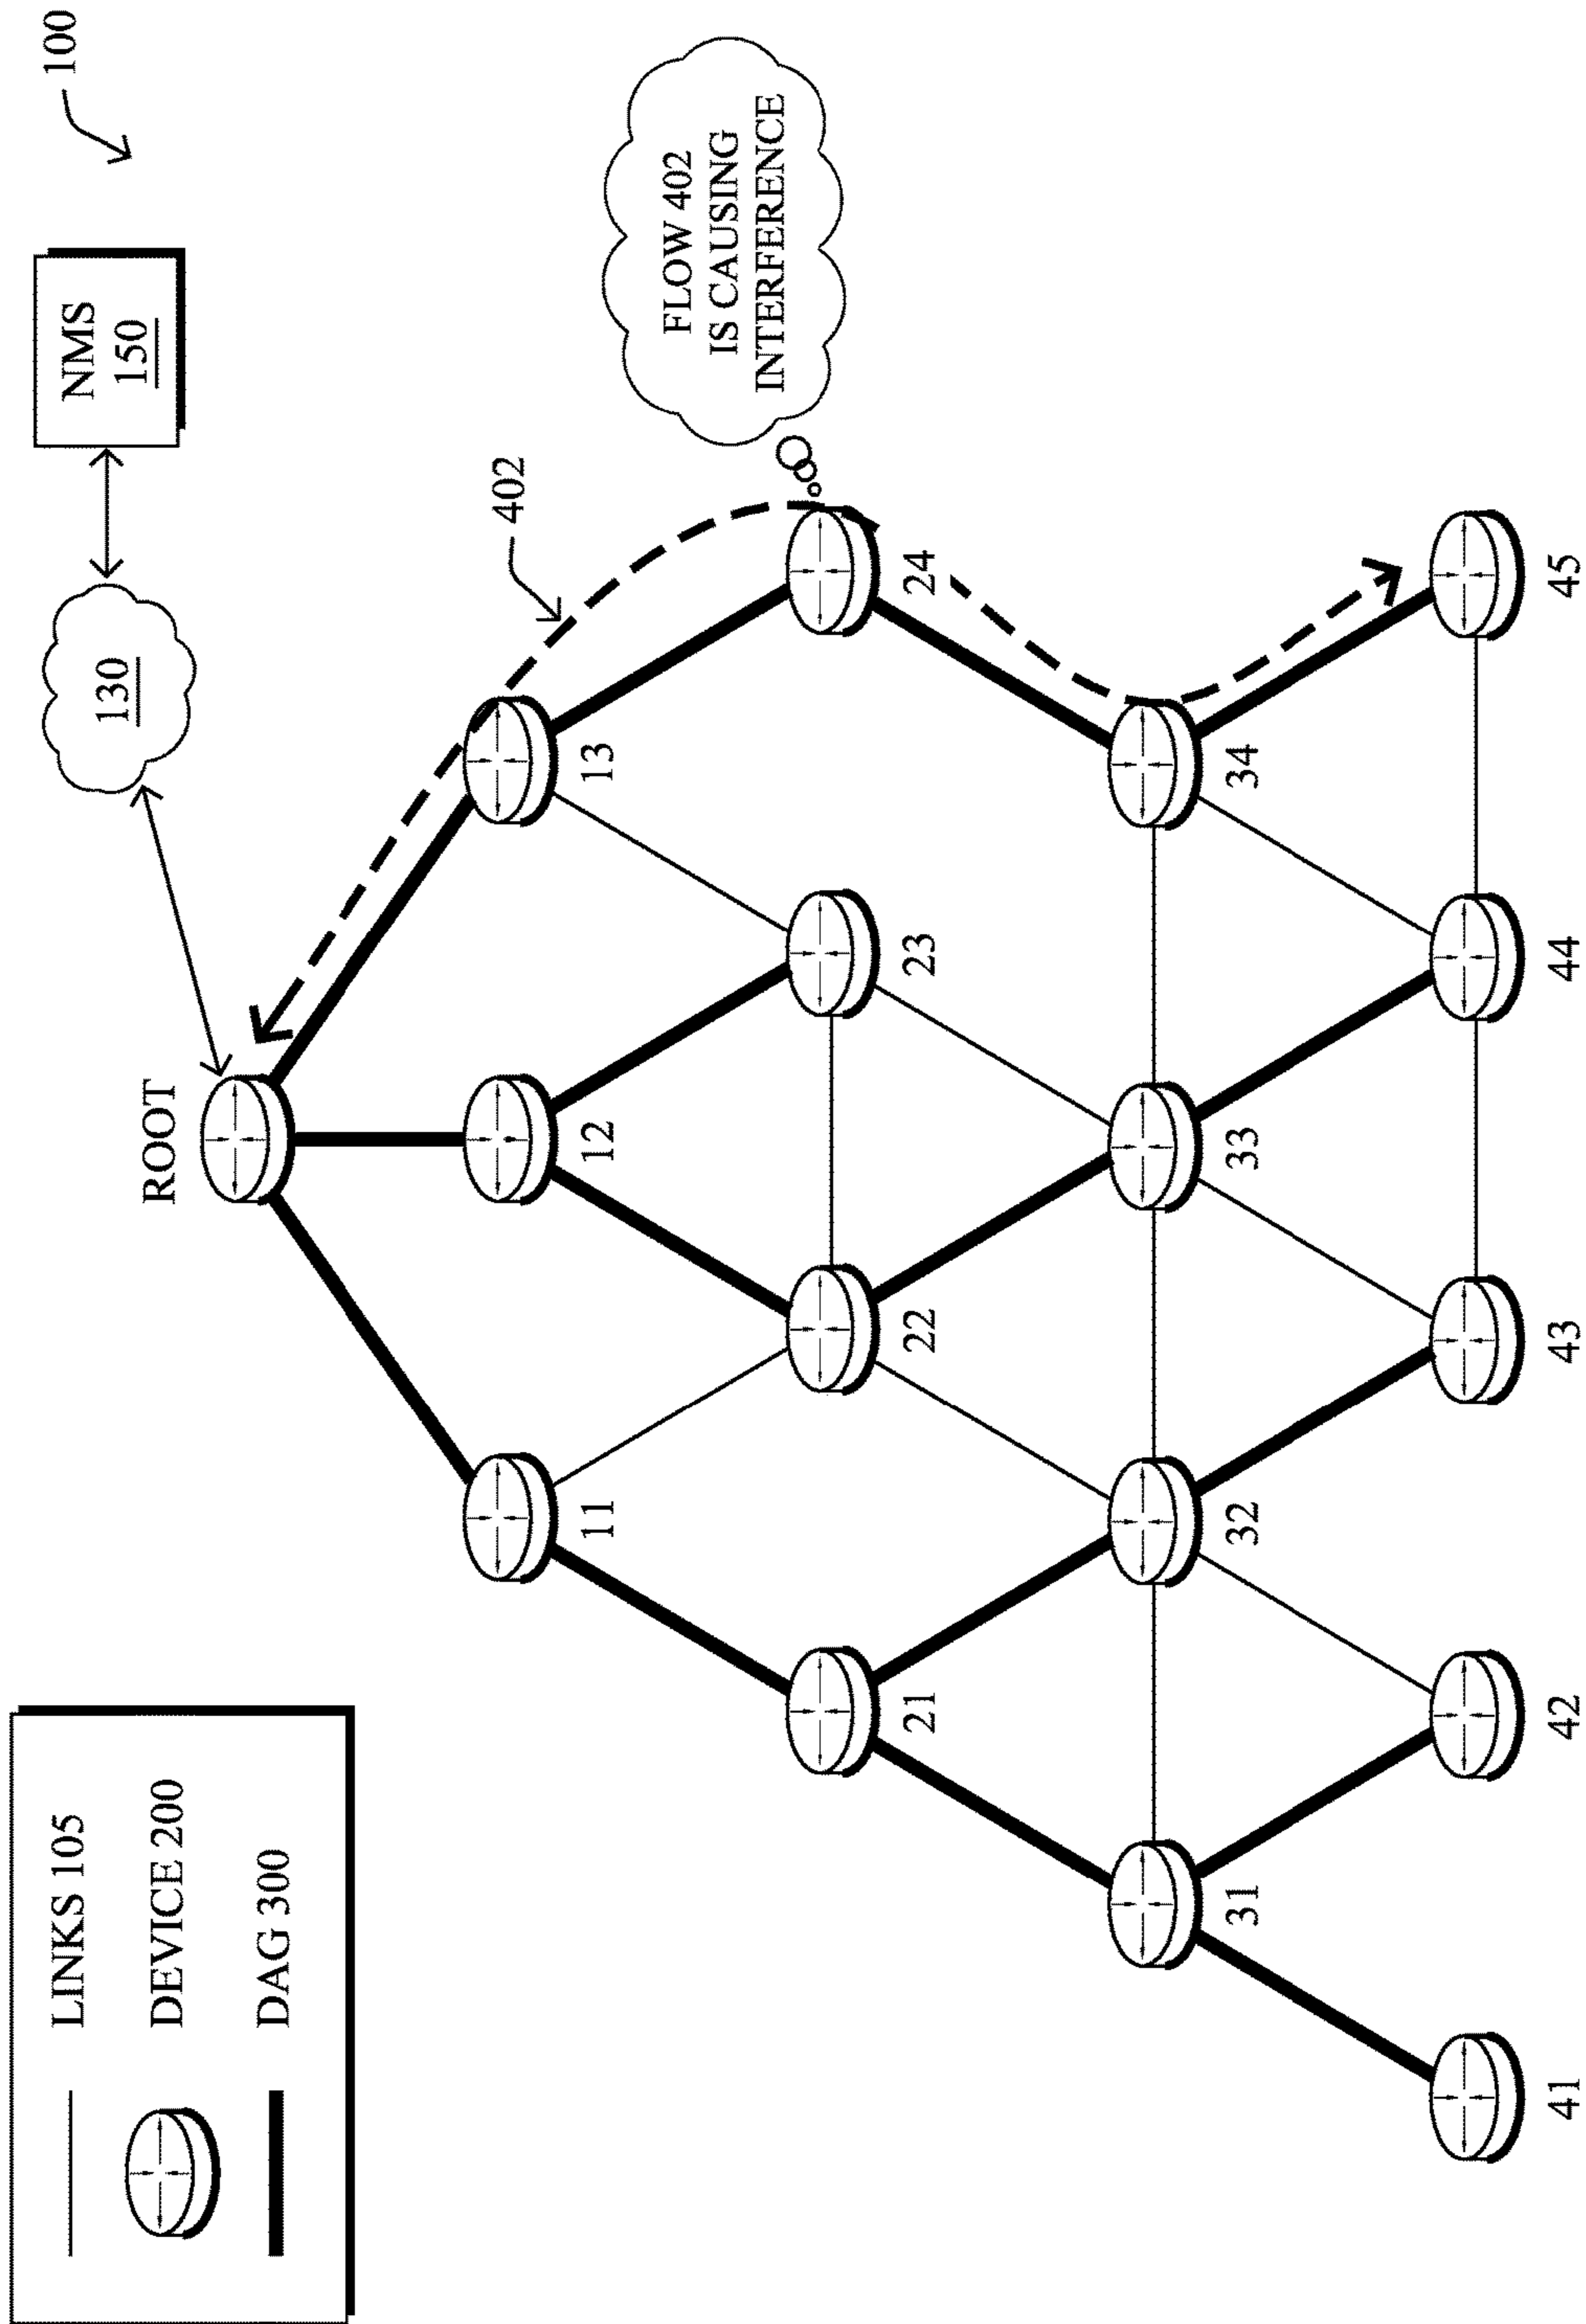 100
NMS
150
130
ROOT
402
FLOW 402
IS CAUSING
INTERFERENCE
LINKS 105
DEVICE 200
DAG 300
11
12
13
21
22
23
24
31
32
33
34
41
42
43
44
45